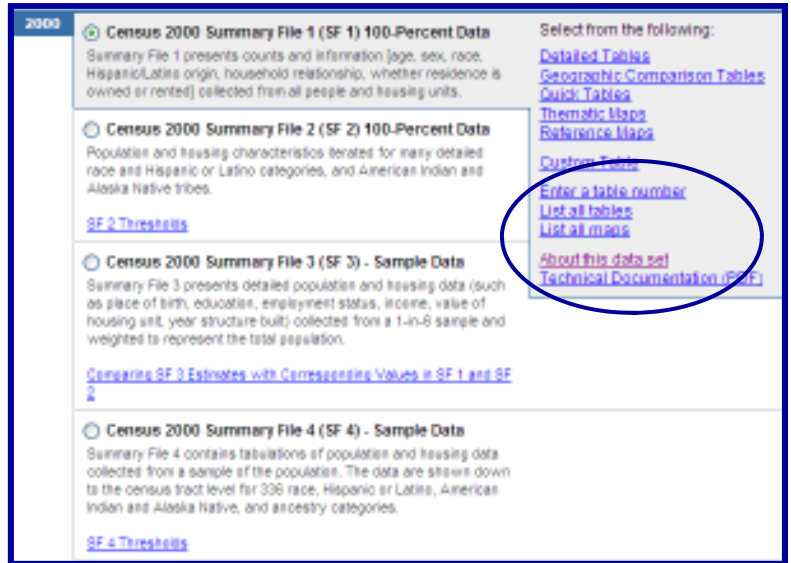 2000
Census 2000 Summary File 1 (SF 1) 100-Percent Data
Summary File 1 presents counts and information (age, sex, race,
Hispanic/Latino origin, household relationship, whether residence is
owned or rented) collected from all people and housing units.
Census 2000 Summary File 2 (SF 2) 100-Percent Data
Population and housing characteristics iterated for many detailed
race and Hispanic or Latino categories, and American Indian and
Alaska Native tribes.
SF 2 Thresholds
Census 2000 Summary File 3 (SF 3) - Sample Data
Summary File 3 presents detailed population and housing data (such
as place of birth, education, employment status, income, value of
housing unit, year structure built) collected from a 1-in-6 sample and
weighted to represent the total population.
Comparing SF 3 Estimates with Corresponding Values in SF 1 and SF
2
Census 2000 Summary File 4 (SF 4) - Sample Data
Summary File 4 contains tabulations of population and housing data
collected from a sample of the population. The data are shown down
to the census tract level for 336 race, Hispanic or Latino, American
Indian and Alaska Native, and ancestry categories.
SF 4 Thresholds
Select from the following:
Detailed Tables
Geographic Comparison Tables
Quick Tables
Thematic Maps
Reference Maps
Custom Table
Enter a table number
List all tables
List all maps
About this data set
Technical Documentation (PDF)